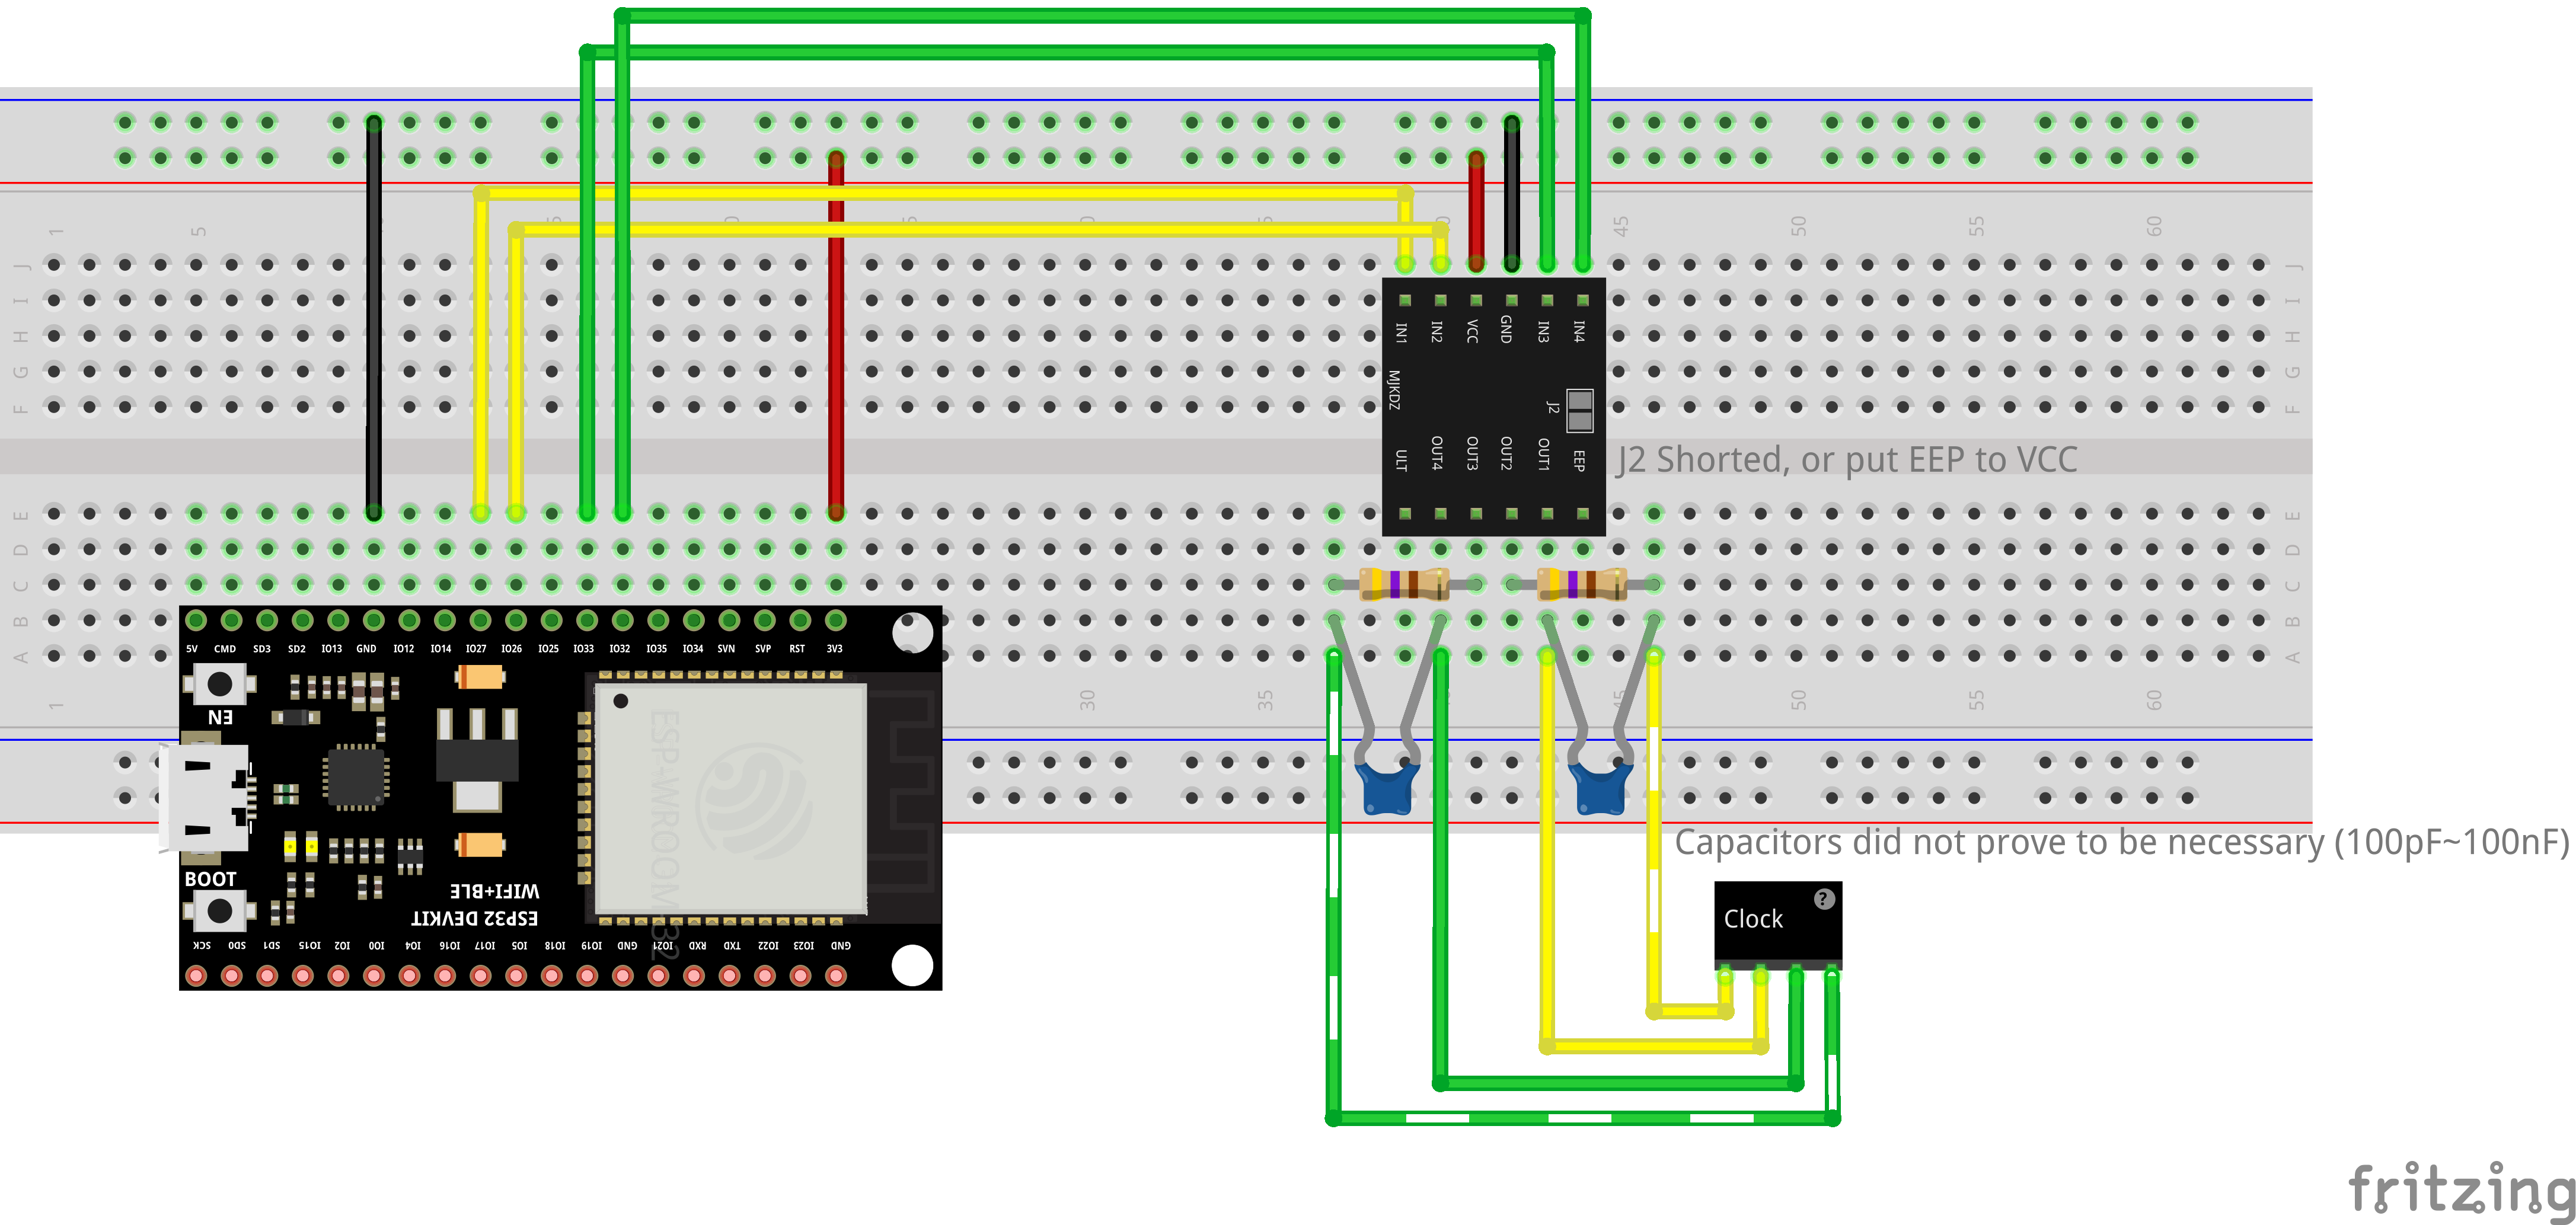 1
5
45
50
55
60
J
I
H
G
F
J
I
H
G
F
IN1 IN2 VCC GND IN3 IN4
MJKDZ
J2
ULT OUT4 OUT3 OUT2 OUT1 EEP
J2 Shorted, or put EEP to VCC
E
D
C
B
A
E
D
C
B
A
5V CMD SD3 SD2 IO13 GND IO12 IO14 IO27 IO26 IO25 IO33 IO32 IO35 IO34 SVN SVP RST 3V3
1
30
35
45
50
55
60
EN
ESP-WROOM-32
BOOT
WIFI+BLE
ESP32 DEVKIT
SCK SD0 SD1 IO15 IO2 IO0 IO4 IO16 IO17 IO5 IO18 IO19 GND IO21 RXD TXD IO22 IO23 GND
Capacitors did not prove to be necessary (100pF~100nF)
Clock
?
fritzing